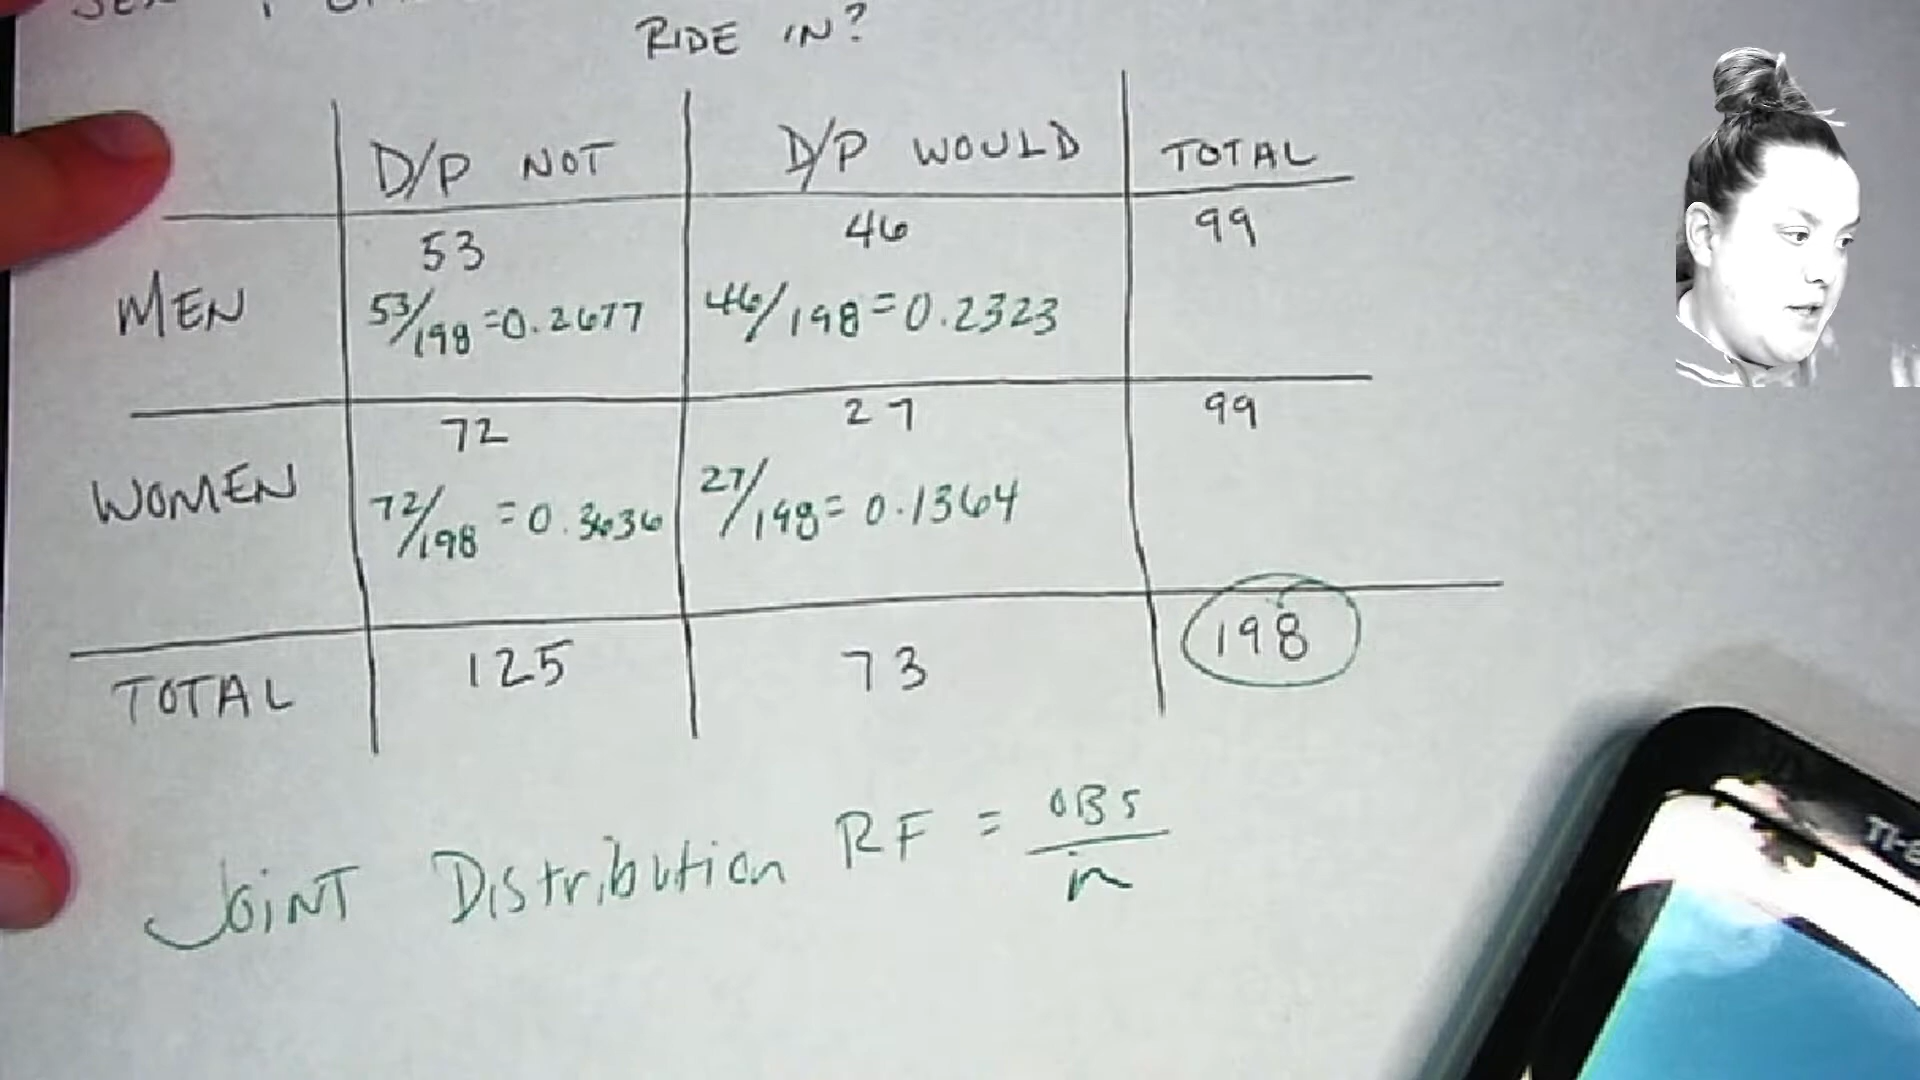 RIDE IN?
D/P NOT D/P WOULD TOTAL
53 46 99
MEN 53/198 = 0.2677 46/198 = 0.2323
72 27 99
WOMEN 72/198 = 0.3636 27/198 = 0.1364
TOTAL 125 73 198
JOINT DIStribution RF = OBS
n